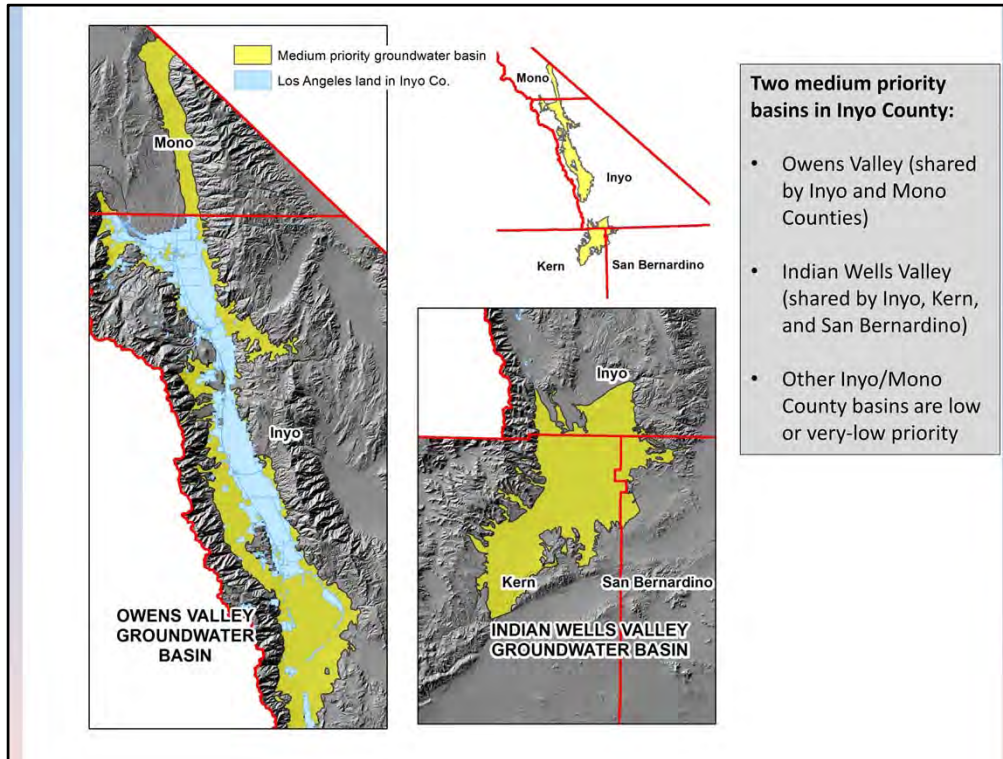 Medium priority groundwater basin
Los Angeles land in Inyo Co.
Mono
Inyo
OWENS VALLEY
GROUNDWATER
BASIN
Mono
Inyo
Kern
San Bernardino
Inyo
Kern
San Bernardino
INDIAN WELLS VALLEY
GROUNDWATER BASIN
Two medium priority
basins in Inyo County:
• Owens Valley (shared
by Inyo and Mono
Counties)
• Indian Wells Valley
(shared by Inyo, Kern,
and San Bernardino)
• Other Inyo/Mono
County basins are low
or very-low priority